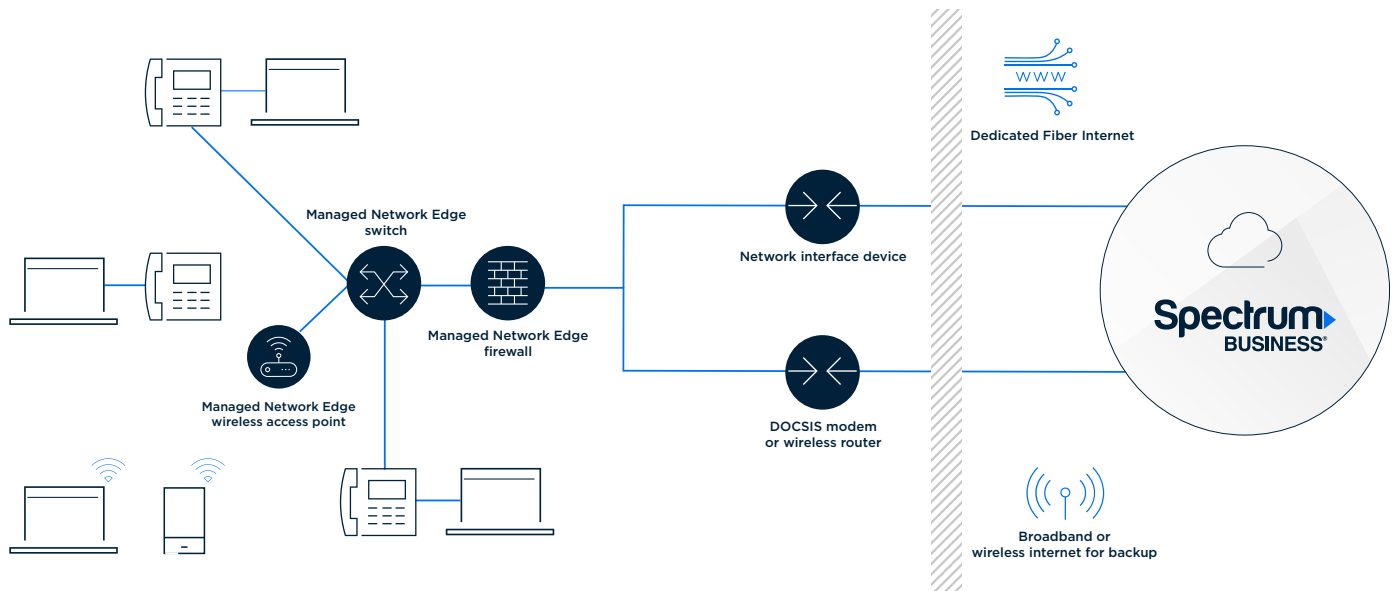 WWW
Dedicated Fiber Internet
Managed Network Edge
switch
Network interface device
Managed Network Edge
firewall
Spectrum
BUSINESS®
Managed Network Edge
wireless access point
DOCSIS modem
or wireless router
Broadband or
wireless internet for backup